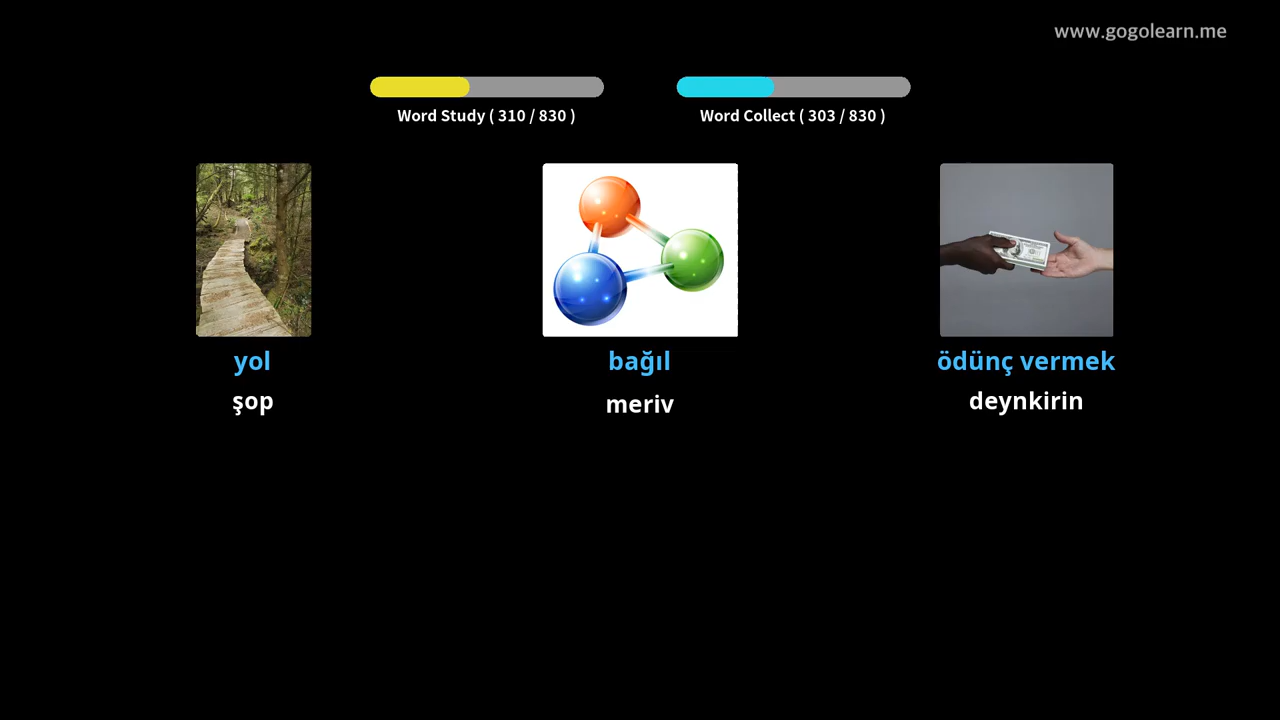 www.gogolearn.me
Word Study ( 310 / 830 )
Word Collect ( 303 / 830 )
yol
bağıl
ödünç vermek
şop
meriv
deynkirin